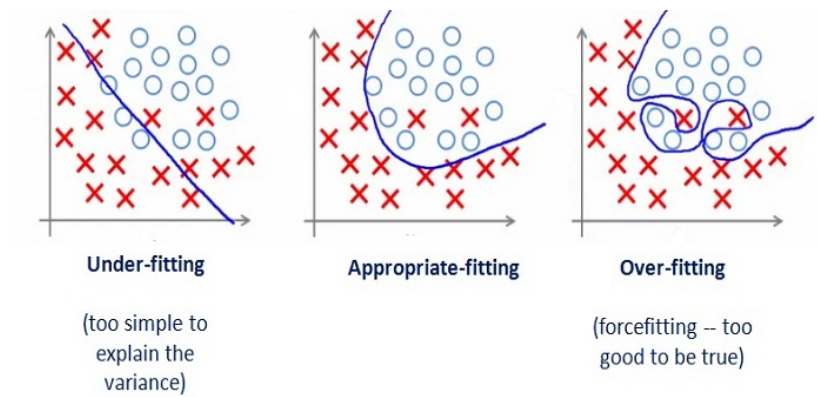 Under-fitting
Appropriate-fitting
Over-fitting
(too simple to
explain the
variance)
(forcefitting -- too
good to be true)